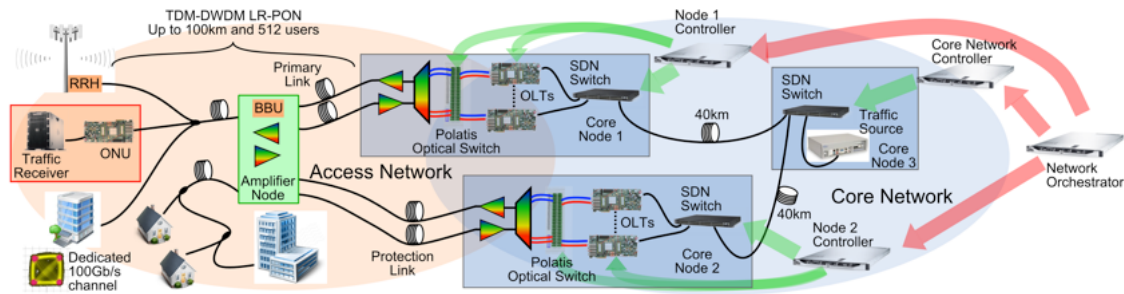 TDM-DWDM LR-PON
Up to 100km and 512 users
RRH
Traffic
Receiver
ONU
Dedicated
100Gb/s
channel
BBU
Amplifier
Node
Primary
Link
Access Network
Protection
Link
Polatis
Optical Switch
OLTs
SDN
Switch
Core
Node 1
Polatis
Optical Switch
OLTs
SDN
Switch
Core
Node 2
Node 1
Controller
40km
40km
SDN
Switch
Traffic
Source
Core
Node 3
Core Network
Core Network
Controller
Node 2
Controller
Network
Orchestrator